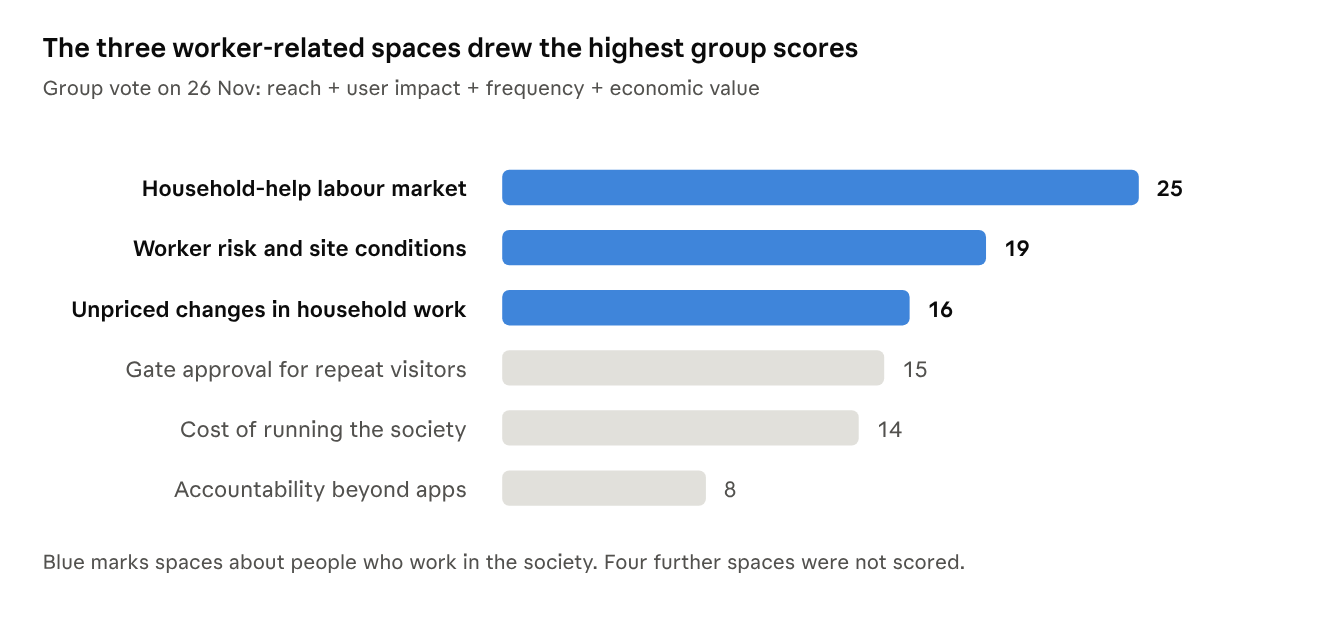 The three worker-related spaces drew the highest group scores
Group vote on 26 Nov: reach + user impact + frequency + economic value
Household-help labour market 25
Worker risk and site conditions 19
Unpriced changes in household work 16
Gate approval for repeat visitors 15
Cost of running the society 14
Accountability beyond apps 8
Blue marks spaces about people who work in the society. Four further spaces were not scored.